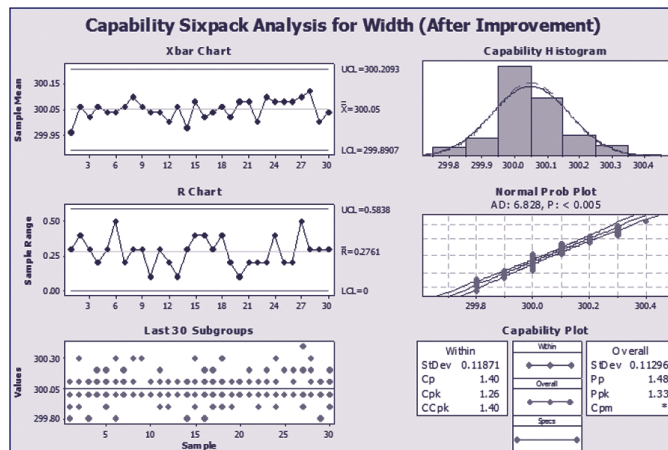 Capability Sixpack Analysis for Width (After Improvement)
Xbar Chart
Sample Mean
300.15
300.05
299.95
UCL=300.2093
X=300.05
LCL=299.8907
3 6 9 12 15 18 21 24 27 30
Capability Histogram
299.8 299.9 300.0 300.1 300.2 300.3 300.4
R Chart
Sample Range
0.50
0.25
0.00
UCL=0.5838
R=0.2761
LCL=0
3 6 9 12 15 18 21 24 27 30
Normal Prob Plot
AD: 6.828, P: < 0.005
299.8 300.0 300.2 300.4
Last 30 Subgroups
Values
300.30
300.05
299.80
5 10 15 20 25 30
Sample
Capability Plot
Within
StDev 0.11871
Cp 1.40
Cpk 1.26
CCpk 1.40
Within
Overall
Specs
Overall
StDev 0.11296
Pp 1.48
Ppk 1.33
Cpm *